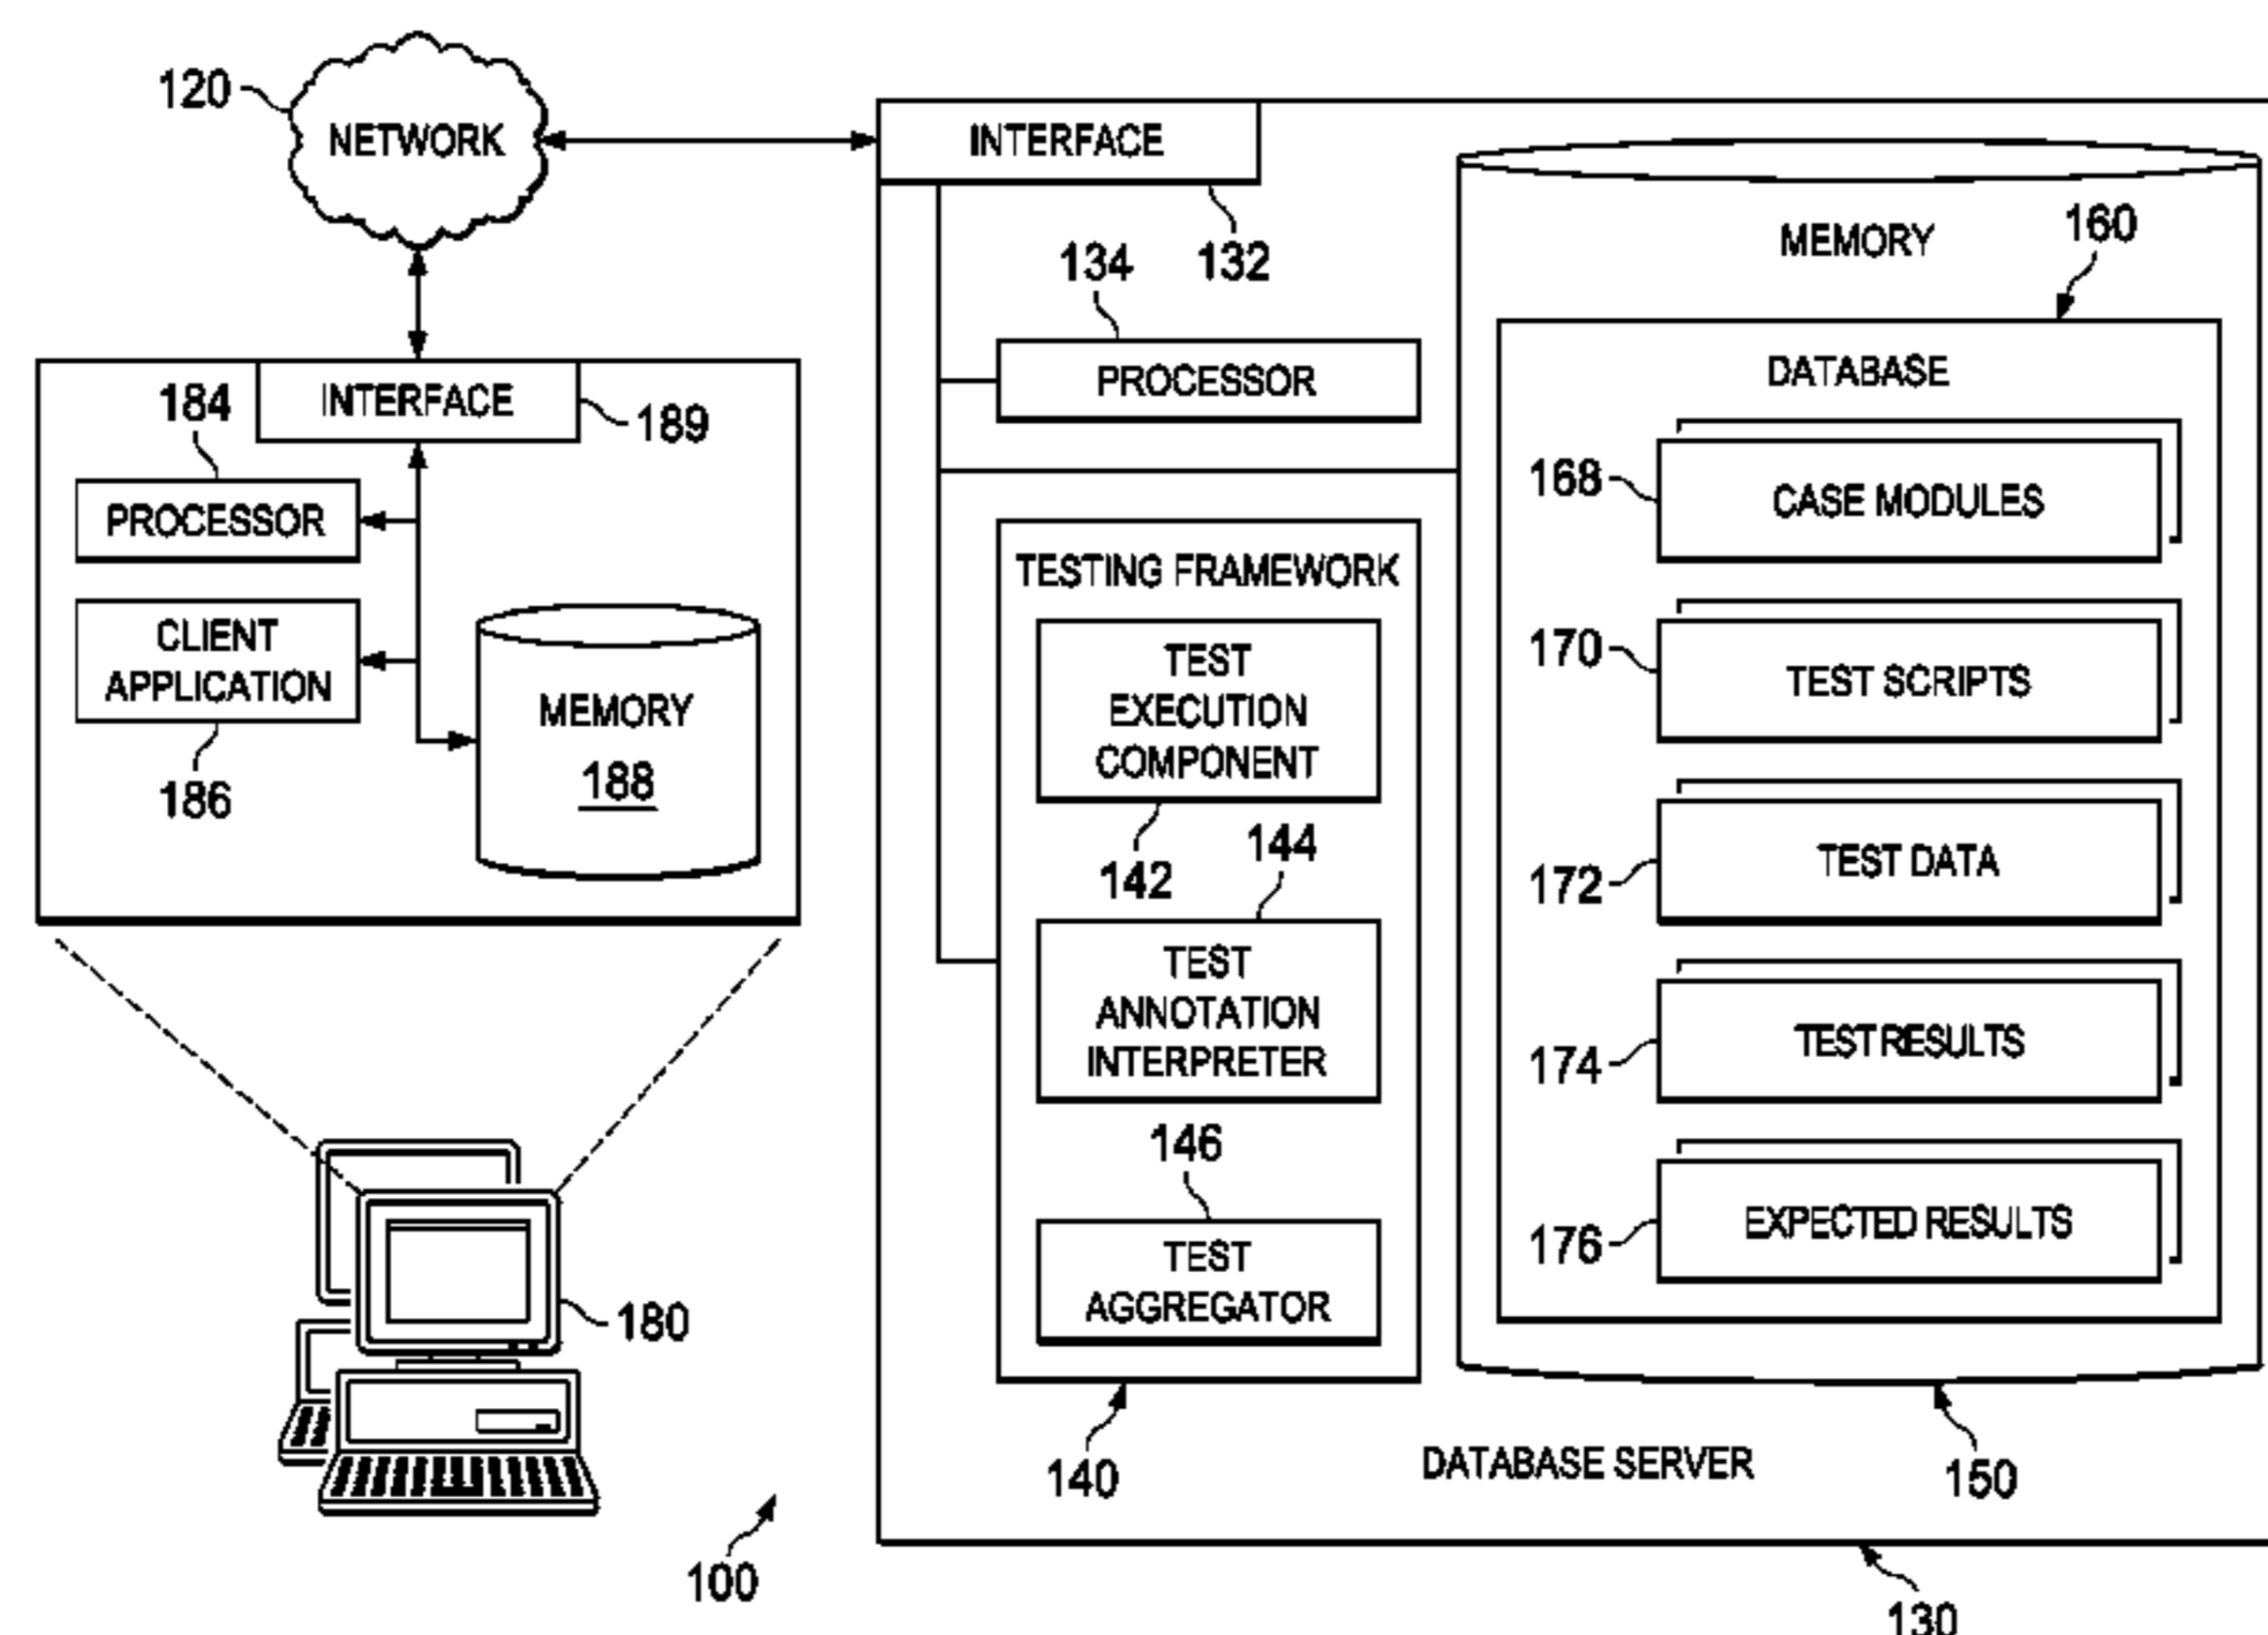 120
NETWORK
INTERFACE
132
134
PROCESSOR
MEMORY
160
DATABASE
168
CASE MODULES
170
TEST SCRIPTS
172
TEST DATA
174
TEST RESULTS
176
EXPECTED RESULTS
INTERFACE
189
184
PROCESSOR
CLIENT
APPLICATION
186
MEMORY
188
TESTING FRAMEWORK
TEST
EXECUTION
COMPONENT
142
144
TEST
ANNOTATION
INTERPRETER
146
TEST
AGGREGATOR
140
180
100
DATABASE SERVER
150
130